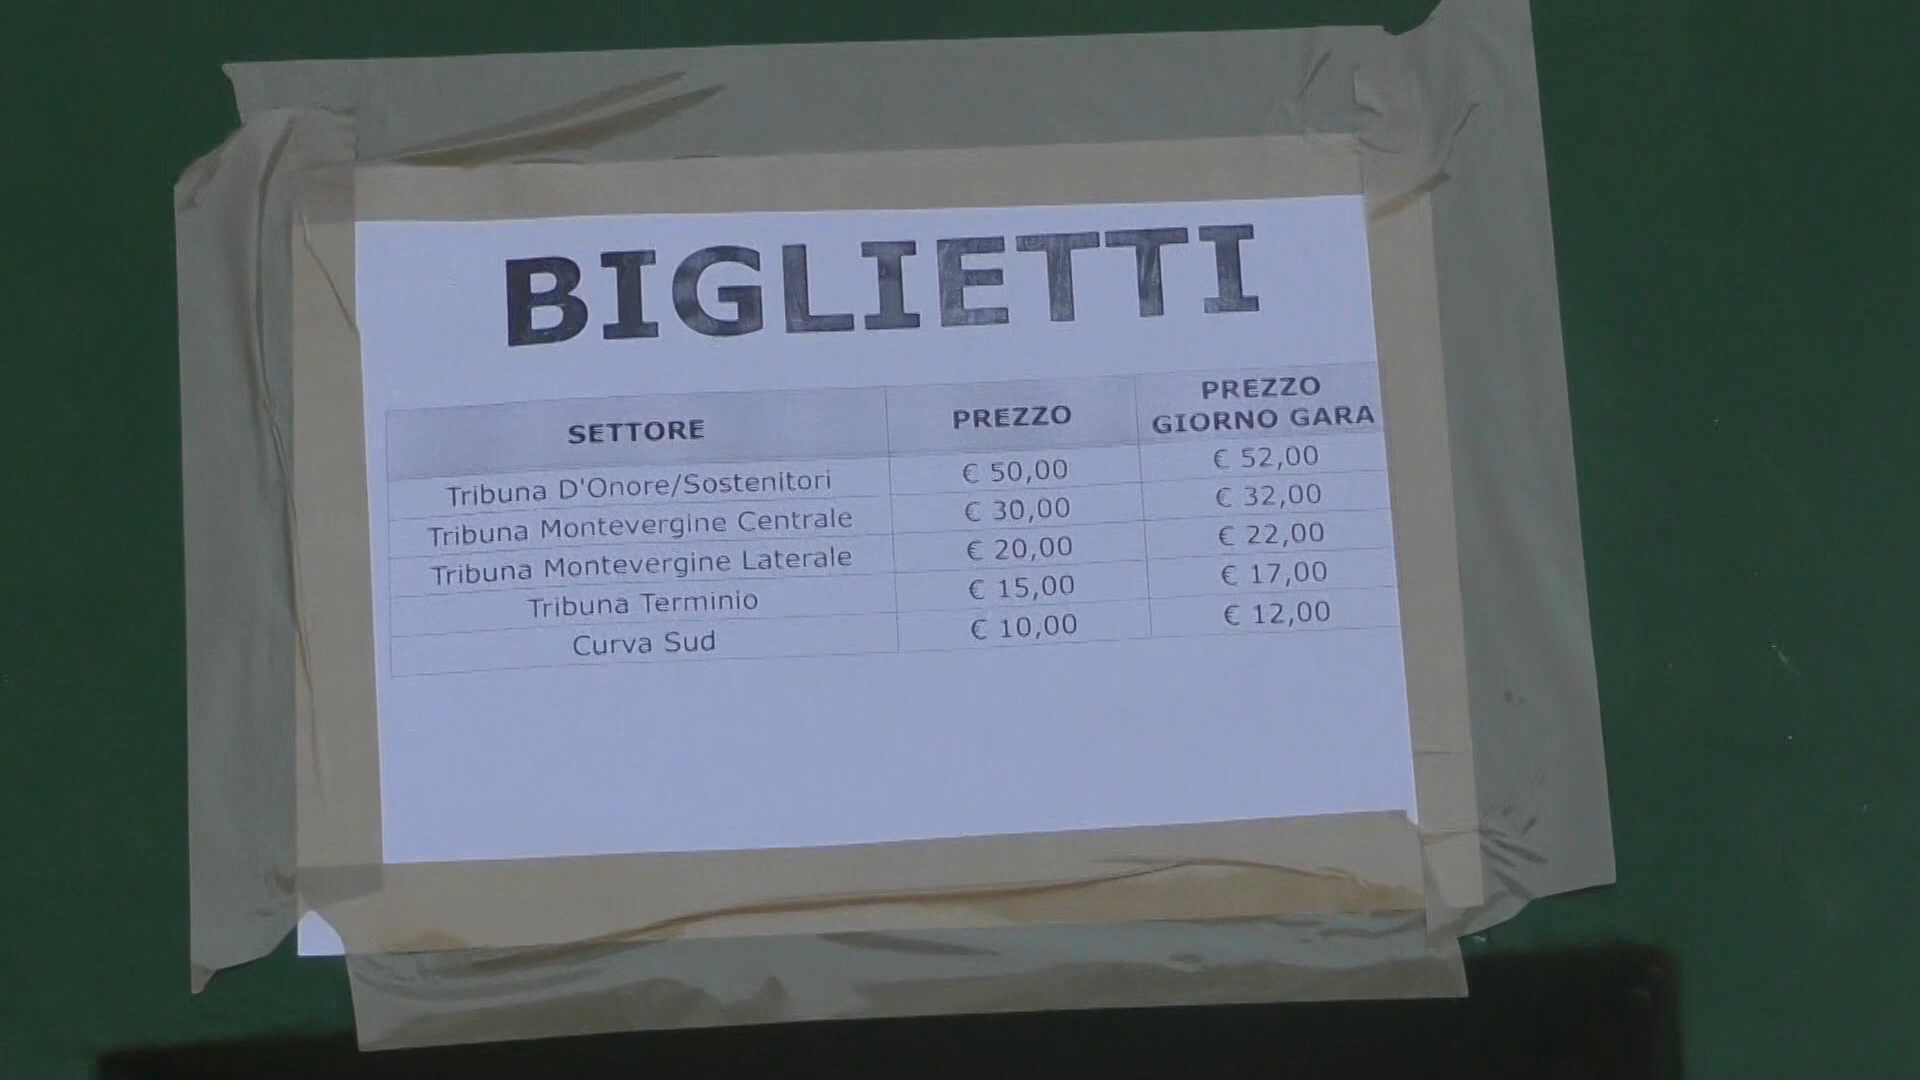 BIGLIETTI
SETTORE PREZZO PREZZO GIORNO GARA
Tribuna D'Onore/Sostenitori € 50,00 € 52,00
Tribuna Montevergine Centrale € 30,00 € 32,00
Tribuna Montevergine Laterale € 20,00 € 22,00
Tribuna Terminio € 15,00 € 17,00
Curva Sud € 10,00 € 12,00